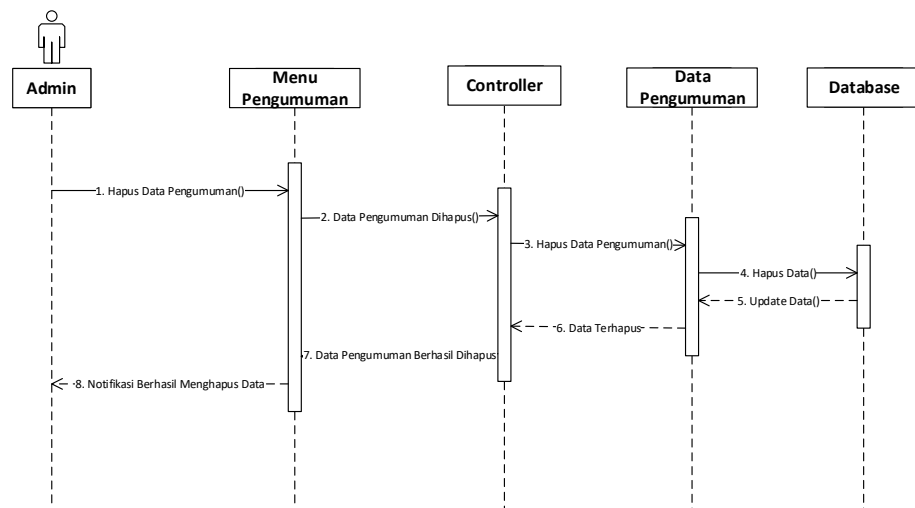 Admin
Menu
Pengumuman
Controller
Data
Pengumuman
Database
1. Hapus Data Pengumuman()
2. Data Pengumuman Dihapus()
3. Hapus Data Pengumuman()
4. Hapus Data()
5. Update Data()
6. Data Terhapus
7. Data Pengumuman Berhasil Dihapus
8. Notifikasi Berhasil Menghapus Data